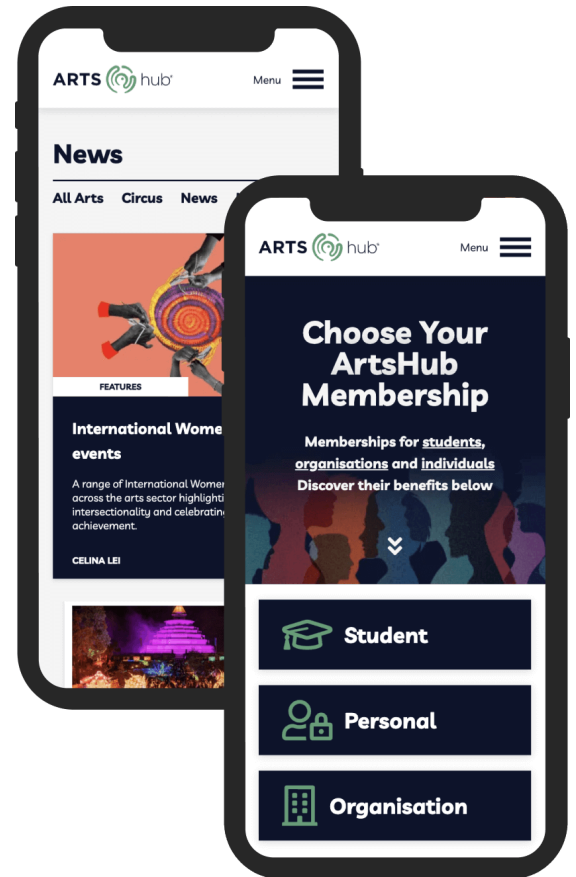 ARTS hub
Menu
News
All Arts Circus News
FEATURES
International Wome
events
A range of International Women
across the arts sector highlighti
intersectionality and celebrating
achievement.
CELINA LEI
ARTS hub
Menu
Choose Your
ArtsHub
Membership
Memberships for students,
organisations and individuals
Discover their benefits below
Student
Personal
Organisation